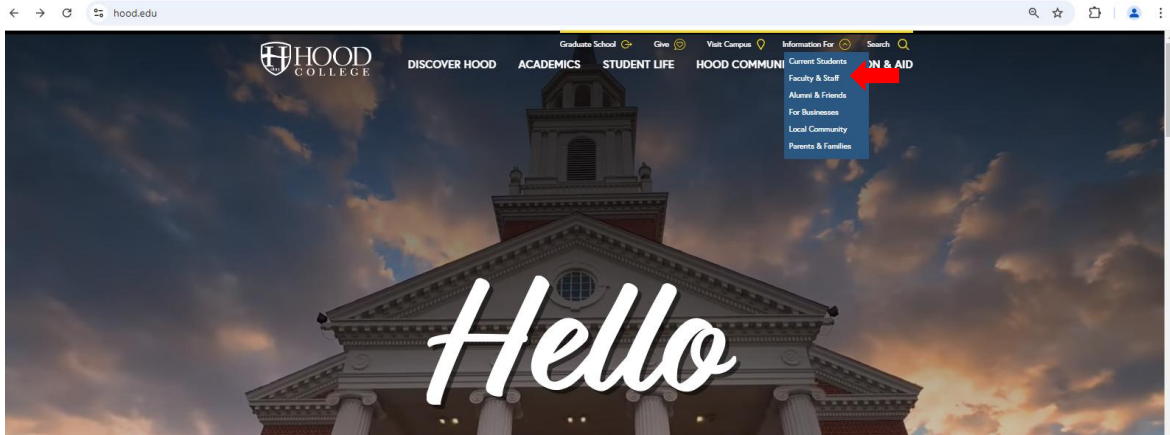 hood.edu
Graduate School Give Visit Campus Information For Search
HOOD
COLLEGE
DISCOVER HOOD ACADEMICS STUDENT LIFE HOOD COMMUNI ON & AID
Current Students
Faculty & Staff
Alumni & Friends
For Businesses
Local Community
Parents & Families
Hello